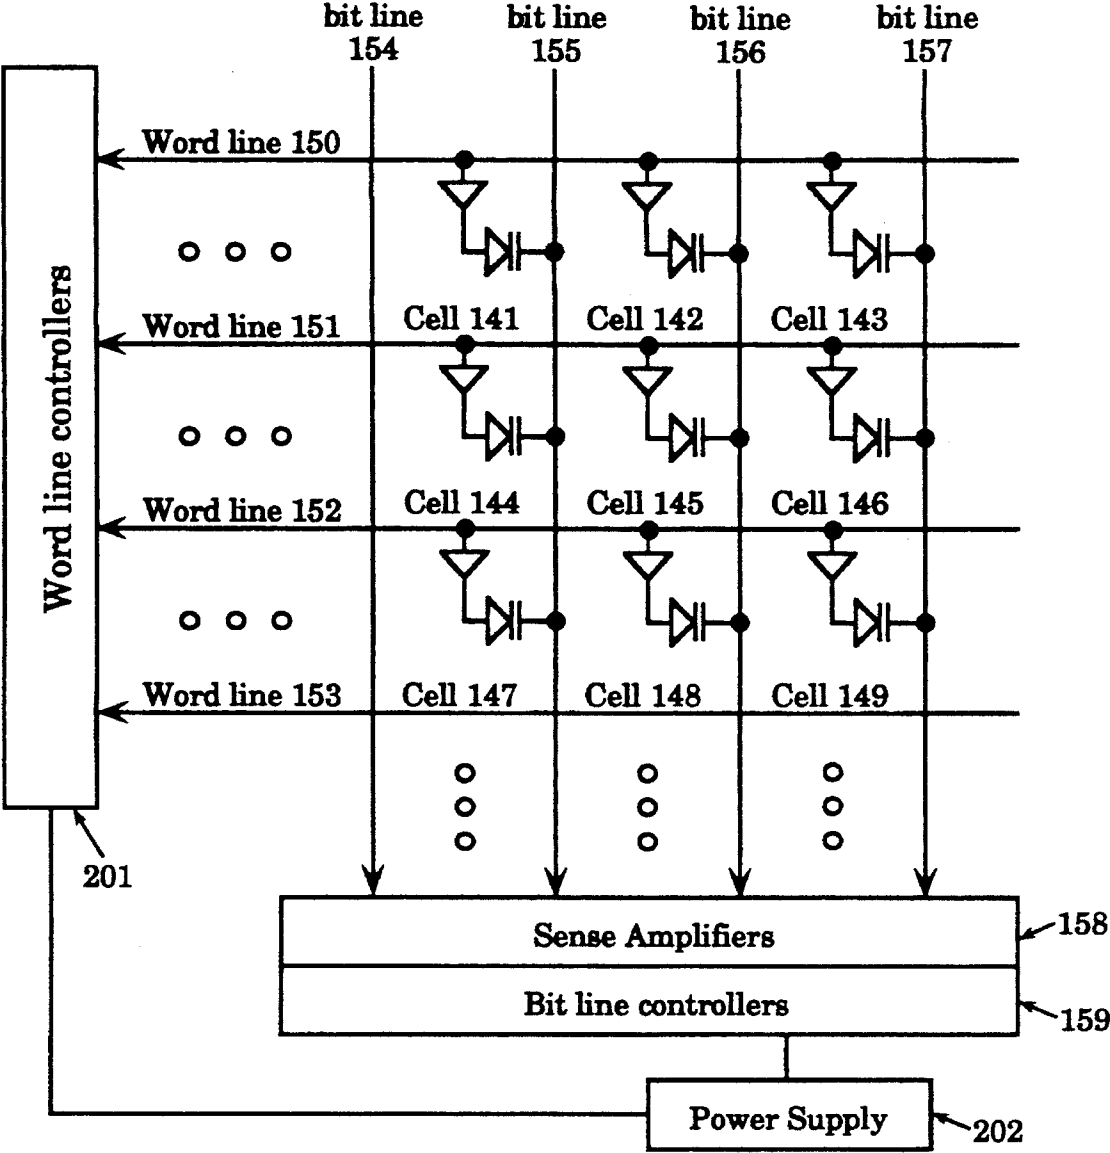 bit line
154
bit line
155
bit line
156
bit line
157
Word line 150
Word line controllers
Word line 151
Cell 141
Cell 142
Cell 143
Word line 152
Cell 144
Cell 145
Cell 146
Word line 153
Cell 147
Cell 148
Cell 149
201
Sense Amplifiers
158
Bit line controllers
159
Power Supply
202